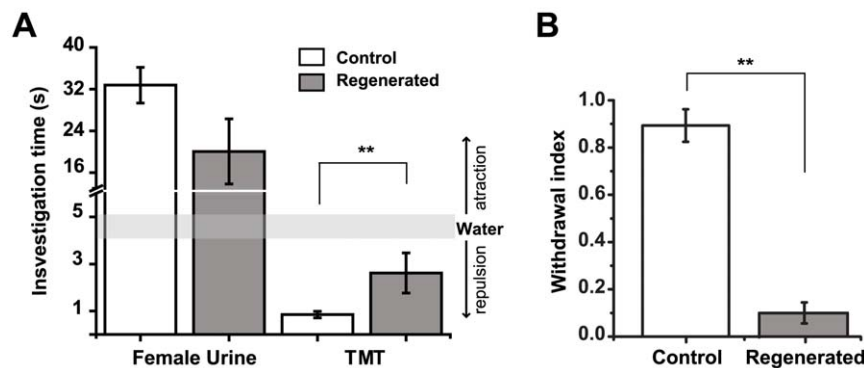 A
Insvestigation time (s)
40
32
24
16
5
3
1
Control
Regenerated
**
atraction
Water
repulsion
Female Urine
TMT
B
**
Withdrawal index
1.0
0.8
0.6
0.4
0.2
0.0
Control
Regenerated